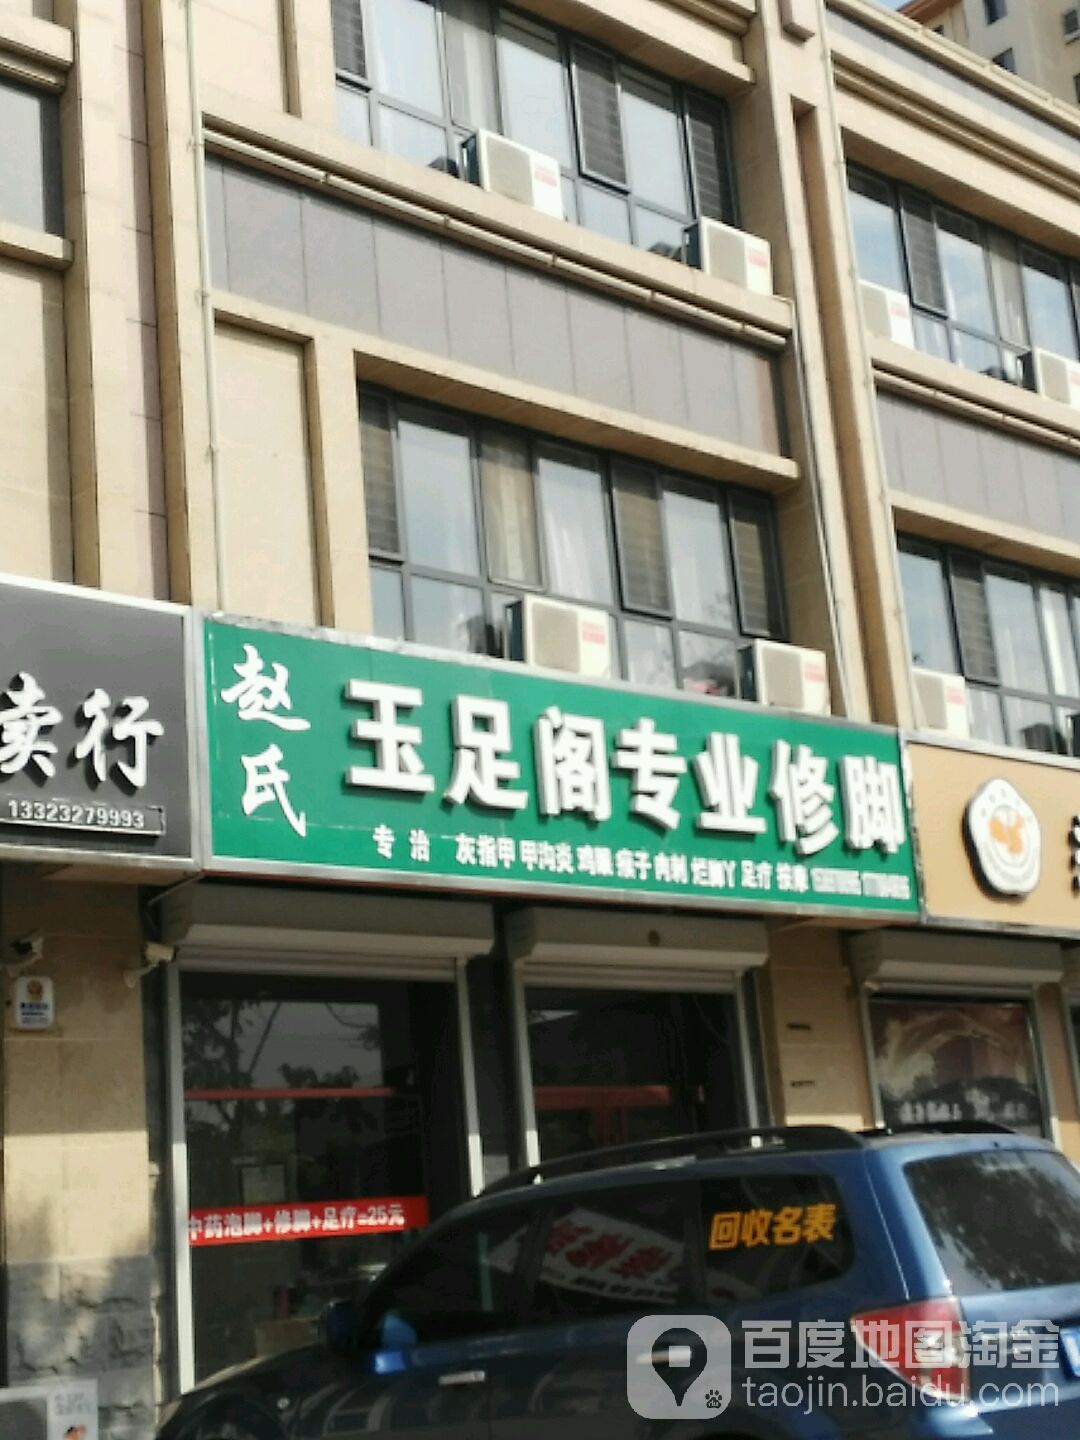 卖行
13323279993
赵氏
玉足阁专业修脚
专治 灰指甲 甲沟炎 鸡眼 瘊子 肉刺 烂脚丫 足疗 按摩
中药泡脚+修脚+足疗=25元
回收名表
百度地图淘金
taojin.baidu.com